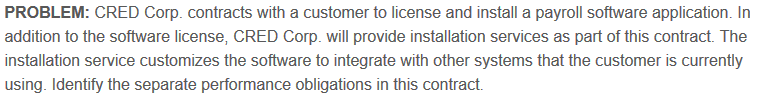 PROBLEM: CRED Corp. contracts with a customer to license and install a payroll software application. In
addition to the software license, CRED Corp. will provide installation services as part of this contract. The
installation service customizes the software to integrate with other systems that the customer is currently
using. Identify the separate performance obligations in this contract.